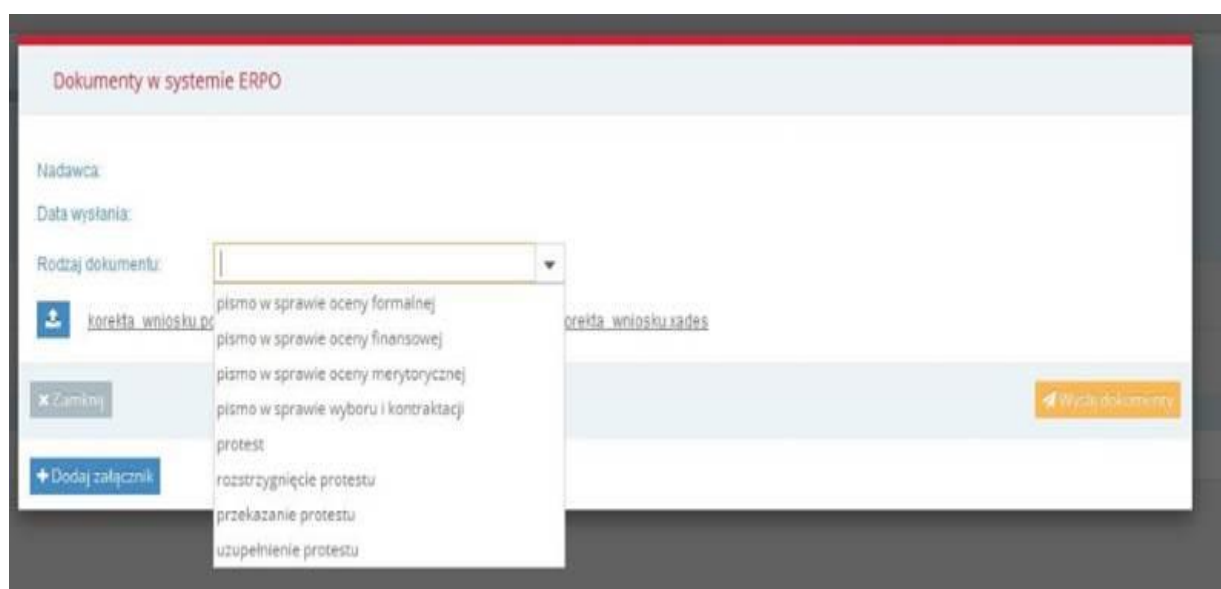 Dokumenty w systemie ERPO
Nadawca:
Data wysłania:
Rodzaj dokumentu:
pismo w sprawie oceny formalnej
korekta_wniosku.pd
orekta_wniosku.xades
pismo w sprawie oceny finansowej
pismo w sprawie oceny merytorycznej
Zamknij
pismo w sprawie wyboru i kontraktacji
Wyślij dokumenty
protest
Dodaj załącznik
rozstrzygnięcie protestu
przekazanie protestu
uzupełnienie protestu